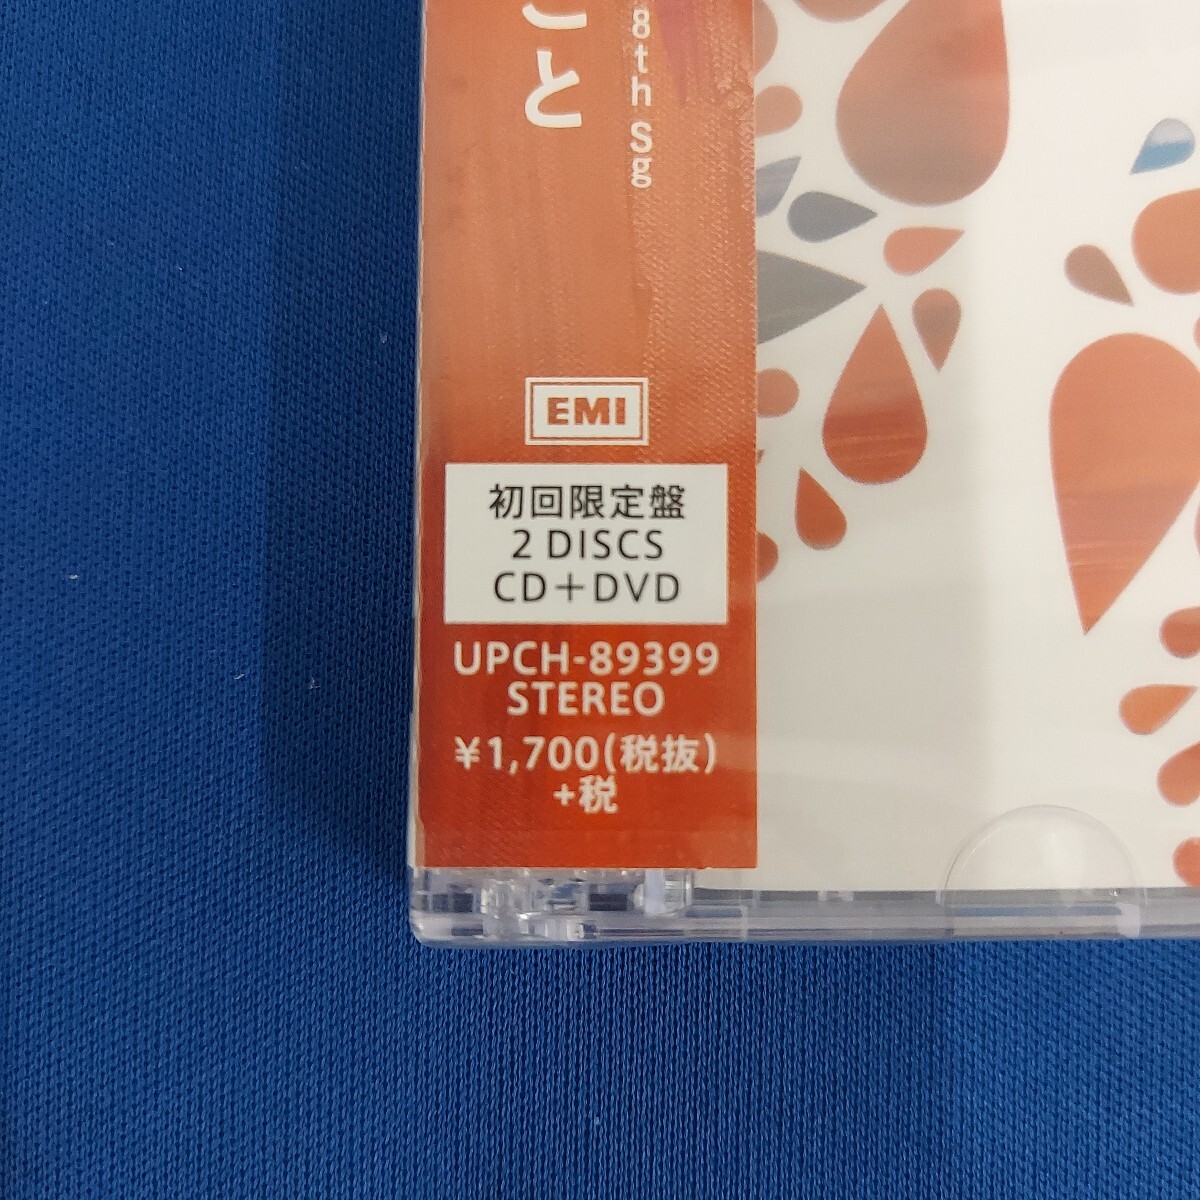 こと
8th Sg
EMI
初回限定盤
2 DISCS
CD+DVD
UPCH-89399
STEREO
¥1,700(税抜)
+税